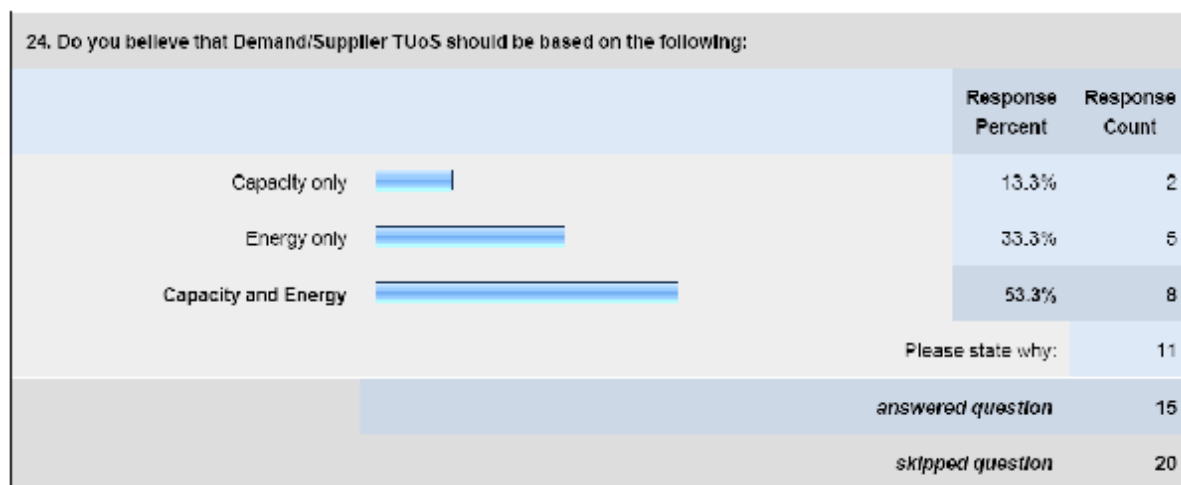 24. Do you believe that Demand/Supplier TUoS should be based on the following:
Response Percent
Response Count
Capacity only 13.3% 2
Energy only 33.3% 5
Capacity and Energy 53.3% 8
Please state why: 11
answered question 15
skipped question 20